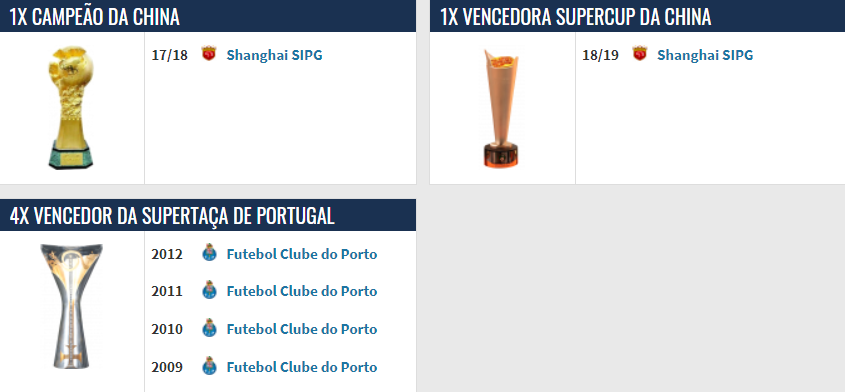 1X CAMPEÃO DA CHINA
17/18 Shanghai SIPG
1X VENCEDORA SUPERCUP DA CHINA
18/19 Shanghai SIPG
4X VENCEDOR DA SUPERTAÇA DE PORTUGAL
2012 Futebol Clube do Porto
2011 Futebol Clube do Porto
2010 Futebol Clube do Porto
2009 Futebol Clube do Porto